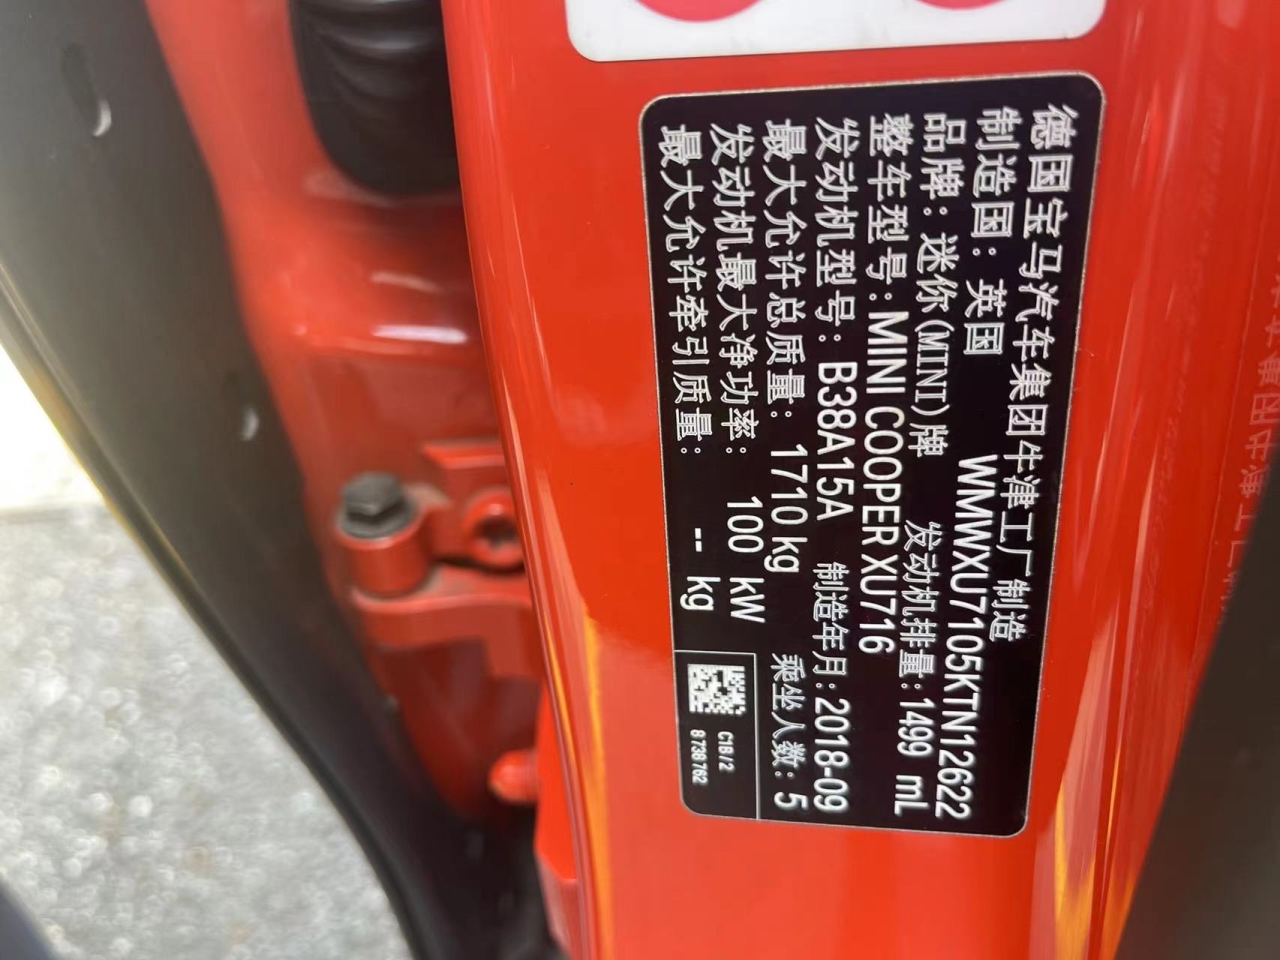 德国宝马汽车集团牛津工厂制造
制造国：英国 WMWXU7105KTN12622
品牌：迷你(MINI)牌 发动机排量：1499 mL
整车型号：MINI COOPER XU716
发动机型号：B38A15A 制造年月：2018-09
最大允许总质量：1710 kg 乘坐人数：5
发动机最大净功率：100 kW
最大允许牵引质量：-- kg
C1B / 2
8 738 762